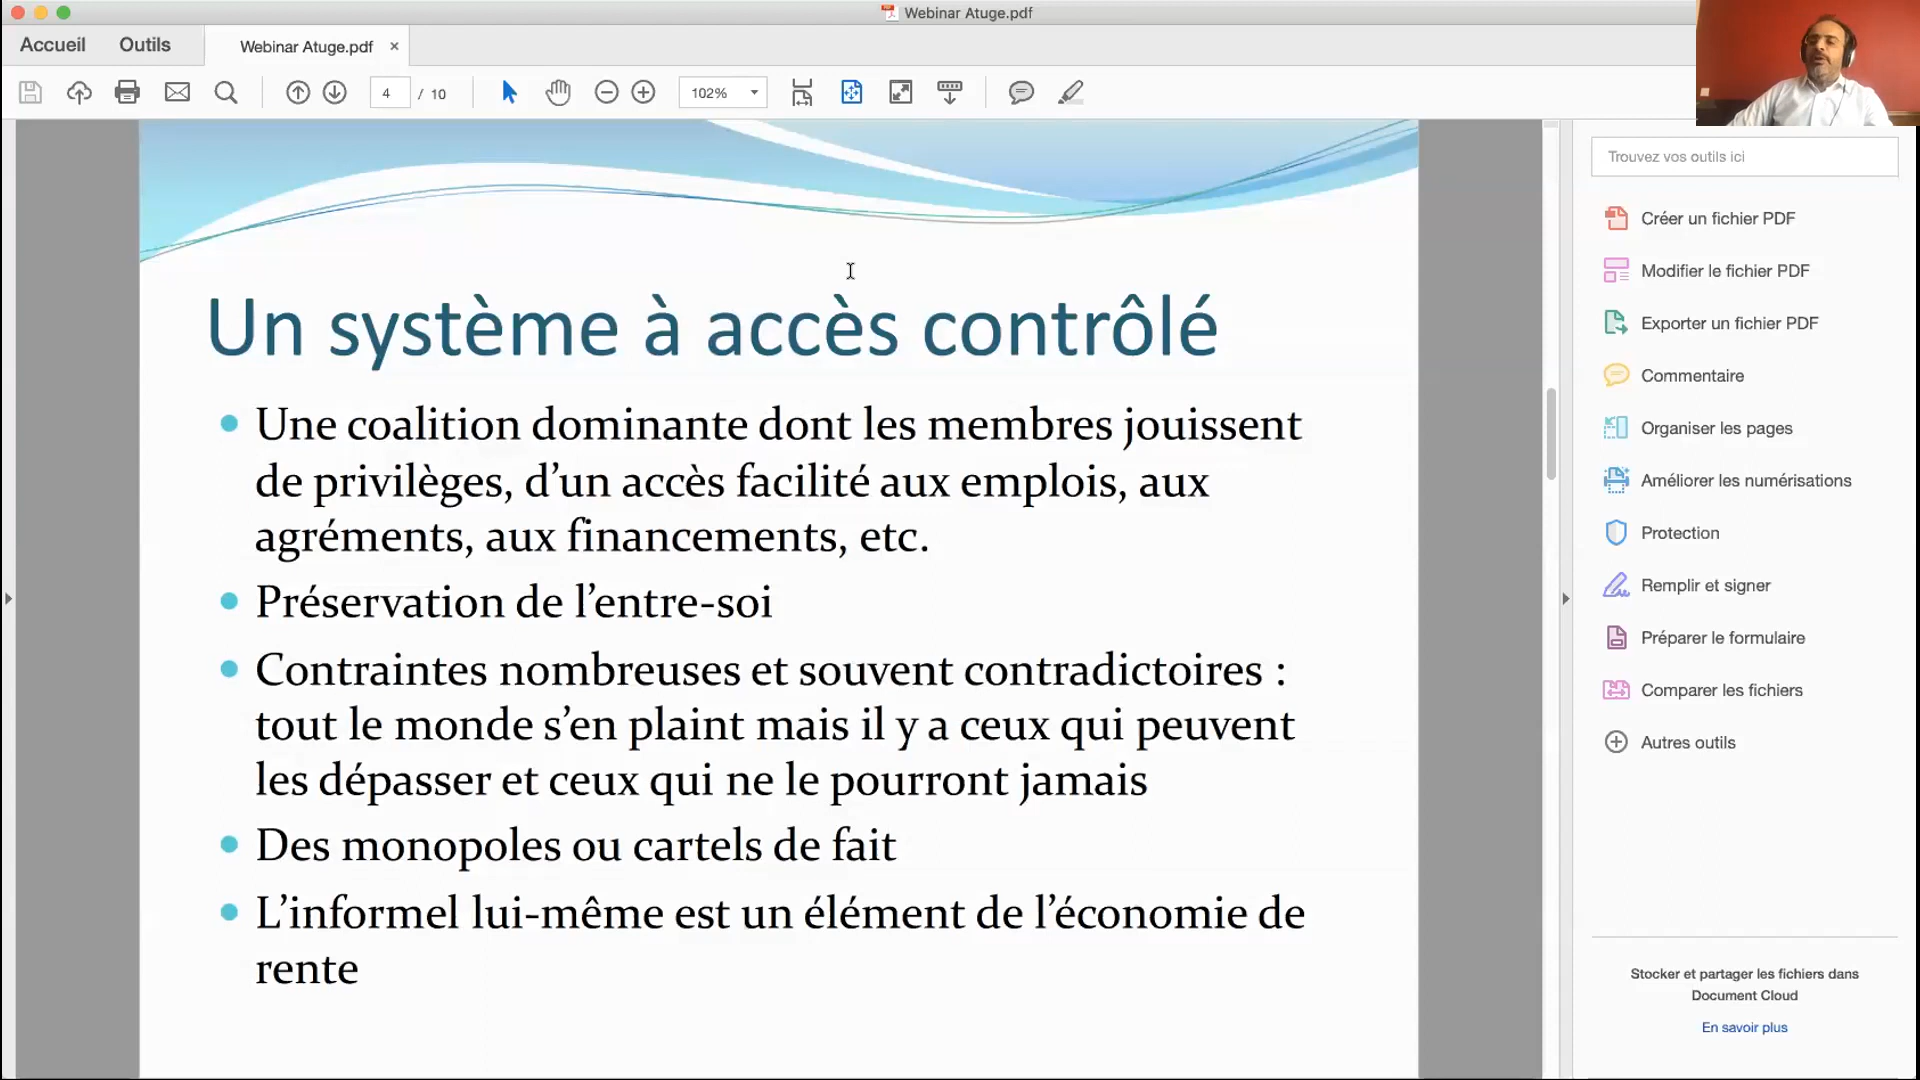 Webinar Atuge.pdf
Accueil
Outils
Webinar Atuge.pdf ×
4 / 10
102%
Trouvez vos outils ici
Un système à accès contrôlé
• Une coalition dominante dont les membres jouissent
de privilèges, d’un accès facilité aux emplois, aux
agréments, aux financements, etc.
• Préservation de l’entre-soi
• Contraintes nombreuses et souvent contradictoires :
tout le monde s’en plaint mais il y a ceux qui peuvent
les dépasser et ceux qui ne le pourront jamais
• Des monopoles ou cartels de fait
• L’informel lui-même est un élément de l’économie de
rente
Créer un fichier PDF
Modifier le fichier PDF
Exporter un fichier PDF
Commentaire
Organiser les pages
Améliorer les numérisations
Protection
Remplir et signer
Préparer le formulaire
Comparer les fichiers
Autres outils
Stocker et partager les fichiers dans
Document Cloud
En savoir plus